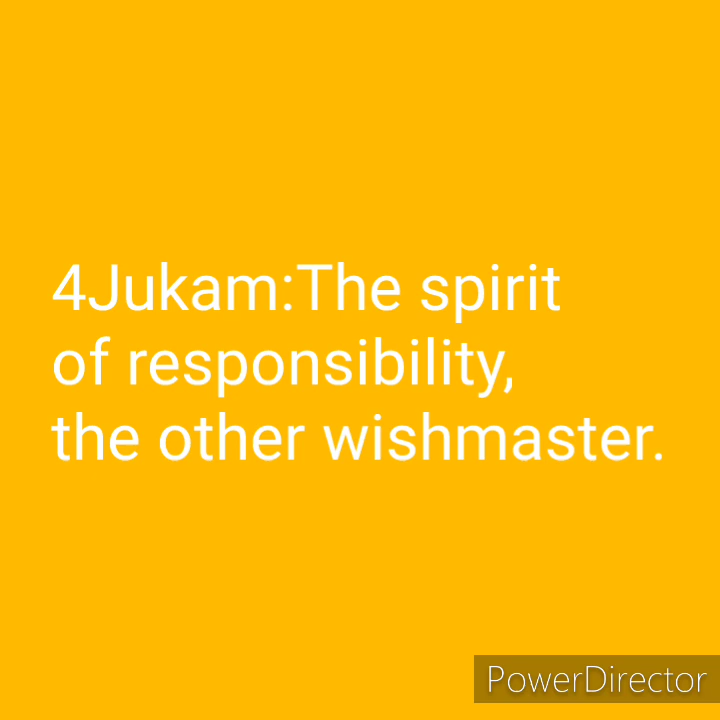 4Jukam:The spirit
of responsibility,
the other wishmaster.
PowerDirector